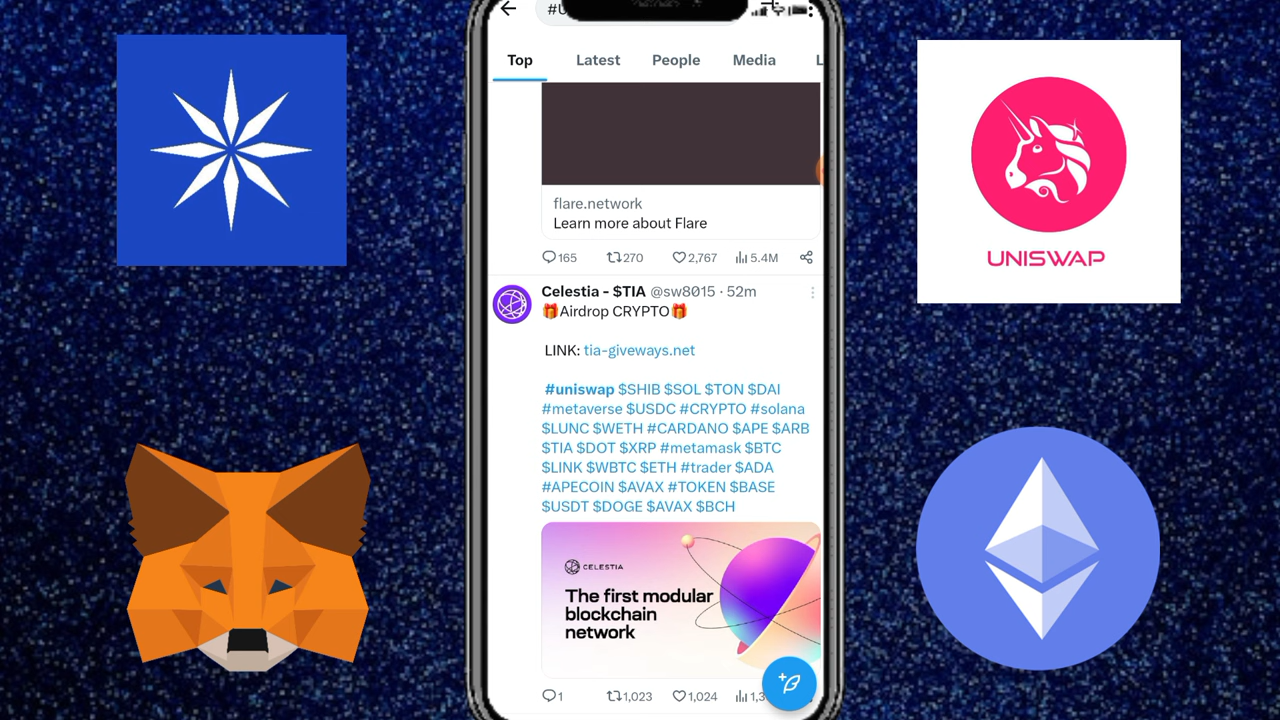 #U
Top Latest People Media L
flare.network
Learn more about Flare
165 270 2,767 5.4M
Celestia - $TIA @sw8015 · 52m
🎁Airdrop CRYPTO🎁
LINK: tia-giveways.net
#uniswap $SHIB $SOL $TON $DAI
#metaverse $USDC #CRYPTO #solana
$LUNC $WETH #CARDANO $APE $ARB
$TIA $DOT $XRP #metamask $BTC
$LINK $WBTC $ETH #trader $ADA
#APECOIN $AVAX #TOKEN $BASE
$USDT $DOGE $AVAX $BCH
CELESTIA
The first modular
blockchain
network
1 1,023 1,024
UNISWAP